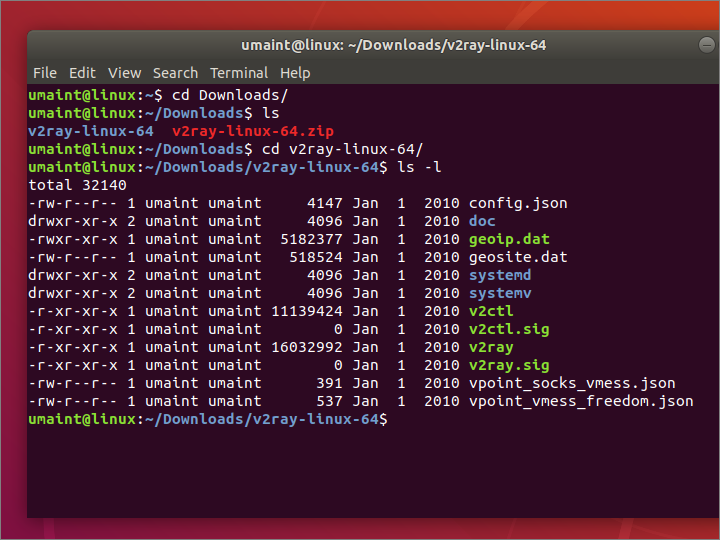 umaint@linux: ~/Downloads/v2ray-linux-64
File Edit View Search Terminal Help
umaint@linux:~$ cd Downloads/
umaint@linux:~/Downloads$ ls
v2ray-linux-64  v2ray-linux-64.zip
umaint@linux:~/Downloads$ cd v2ray-linux-64/
umaint@linux:~/Downloads/v2ray-linux-64$ ls -l
total 32140
-rw-r--r-- 1 umaint umaint     4147 Jan  1  2010 config.json
drwxr-xr-x 2 umaint umaint     4096 Jan  1  2010 doc
-rwxr-xr-x 1 umaint umaint  5182377 Jan  1  2010 geoip.dat
-rw-r--r-- 1 umaint umaint   518524 Jan  1  2010 geosite.dat
drwxr-xr-x 2 umaint umaint     4096 Jan  1  2010 systemd
drwxr-xr-x 2 umaint umaint     4096 Jan  1  2010 systemv
-r-xr-xr-x 1 umaint umaint 11139424 Jan  1  2010 v2ctl
-r-xr-xr-x 1 umaint umaint        0 Jan  1  2010 v2ctl.sig
-r-xr-xr-x 1 umaint umaint 16032992 Jan  1  2010 v2ray
-r-xr-xr-x 1 umaint umaint        0 Jan  1  2010 v2ray.sig
-rw-r--r-- 1 umaint umaint      391 Jan  1  2010 vpoint_socks_vmess.json
-rw-r--r-- 1 umaint umaint      537 Jan  1  2010 vpoint_vmess_freedom.json
umaint@linux:~/Downloads/v2ray-linux-64$